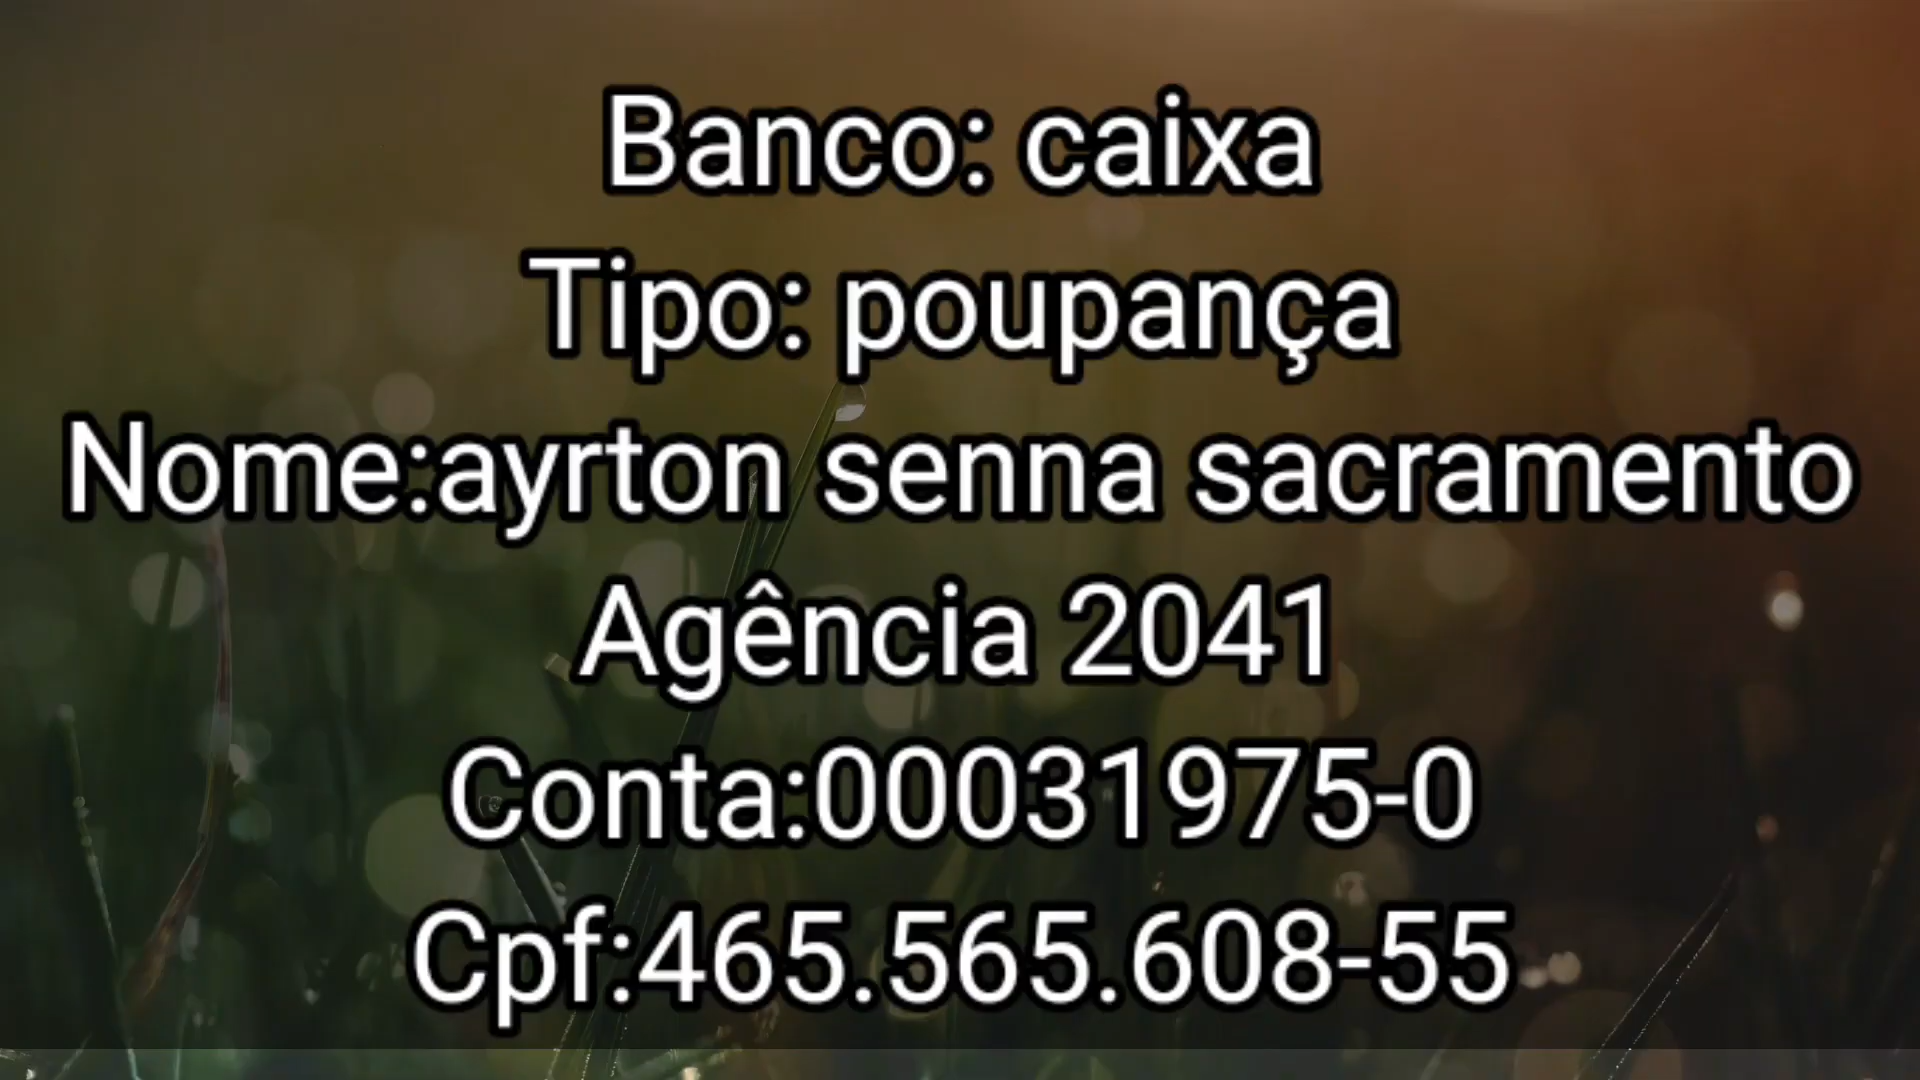 Banco: caixa
Tipo: poupança
Nome:ayrton senna sacramento
Agência 2041
Conta:00031975-0
Cpf:465.565.608-55